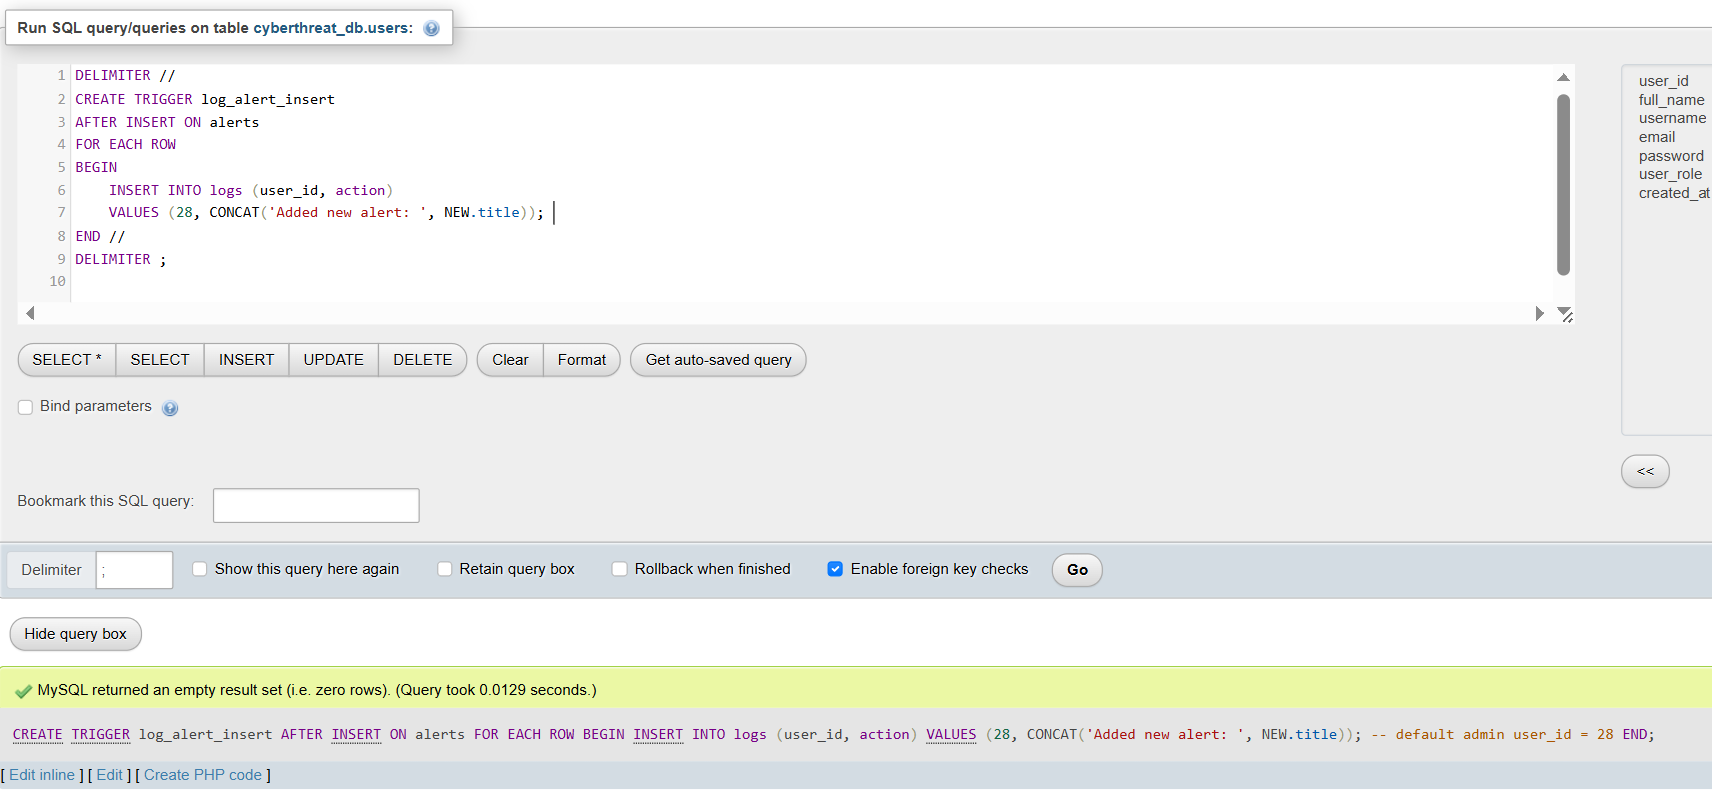 Run SQL query/queries on table cyberthreat_db.users:
1 DELIMITER //
2 CREATE TRIGGER log_alert_insert
3 AFTER INSERT ON alerts
4 FOR EACH ROW
5 BEGIN
6     INSERT INTO logs (user_id, action)
7     VALUES (28, CONCAT('Added new alert: ', NEW.title));
8 END //
9 DELIMITER ;
10
user_id
full_name
username
email
password
user_role
created_at
SELECT * SELECT INSERT UPDATE DELETE Clear Format Get auto-saved query
Bind parameters
<<
Bookmark this SQL query:
Delimiter ; Show this query here again Retain query box Rollback when finished Enable foreign key checks Go
Hide query box
MySQL returned an empty result set (i.e. zero rows). (Query took 0.0129 seconds.)
CREATE TRIGGER log_alert_insert AFTER INSERT ON alerts FOR EACH ROW BEGIN INSERT INTO logs (user_id, action) VALUES (28, CONCAT('Added new alert: ', NEW.title)); -- default admin user_id = 28 END;
[ Edit inline ] [ Edit ] [ Create PHP code ]